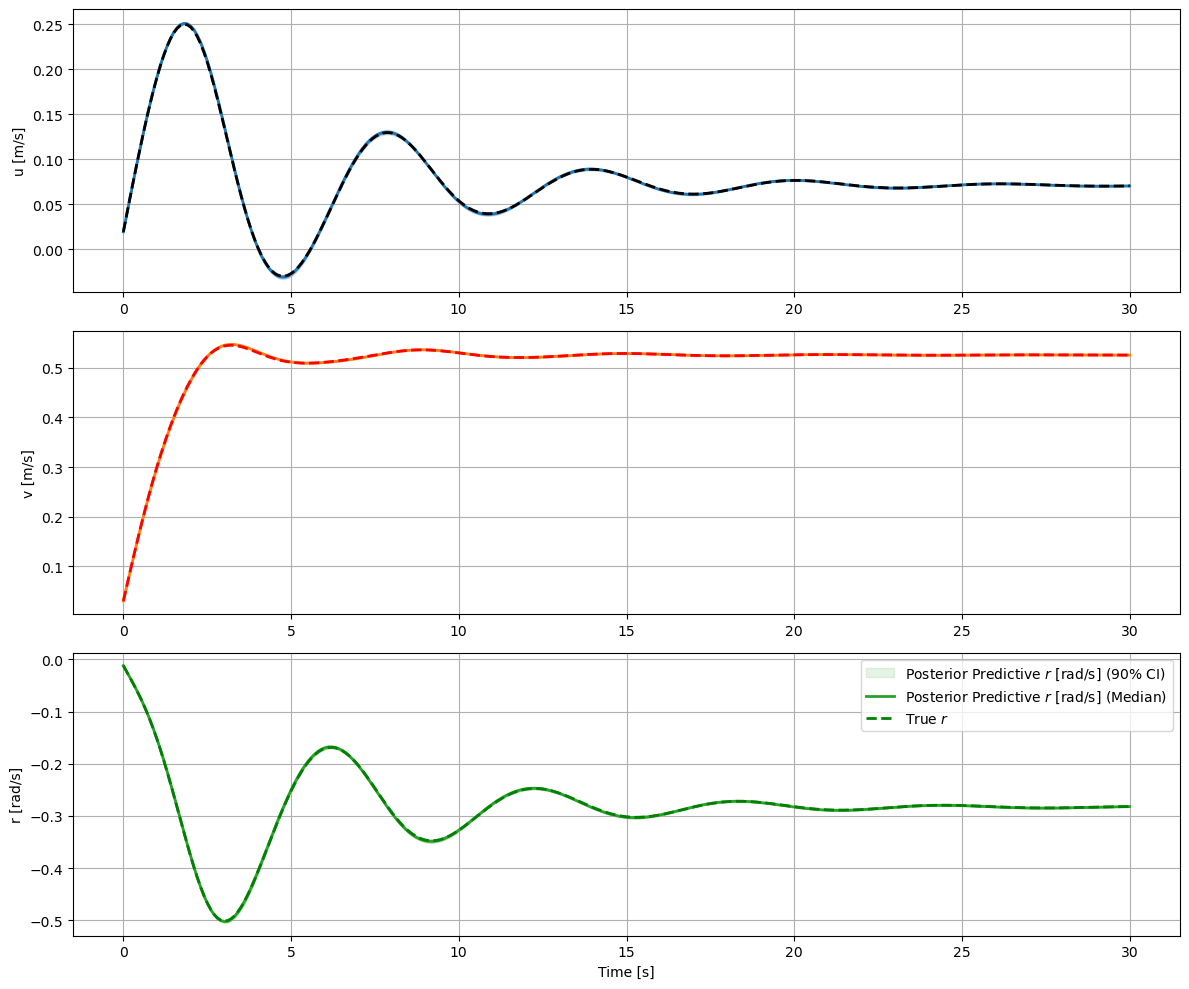 0.25
0.20
0.15
0.10
0.05
0.00
u [m/s]
0 5 10 15 20 25 30
0.5
0.4
0.3
0.2
0.1
v [m/s]
0 5 10 15 20 25 30
0.0
−0.1
−0.2
−0.3
−0.4
−0.5
r [rad/s]
Posterior Predictive r [rad/s] (90% CI)
Posterior Predictive r [rad/s] (Median)
True r
0 5 10 15 20 25 30
Time [s]